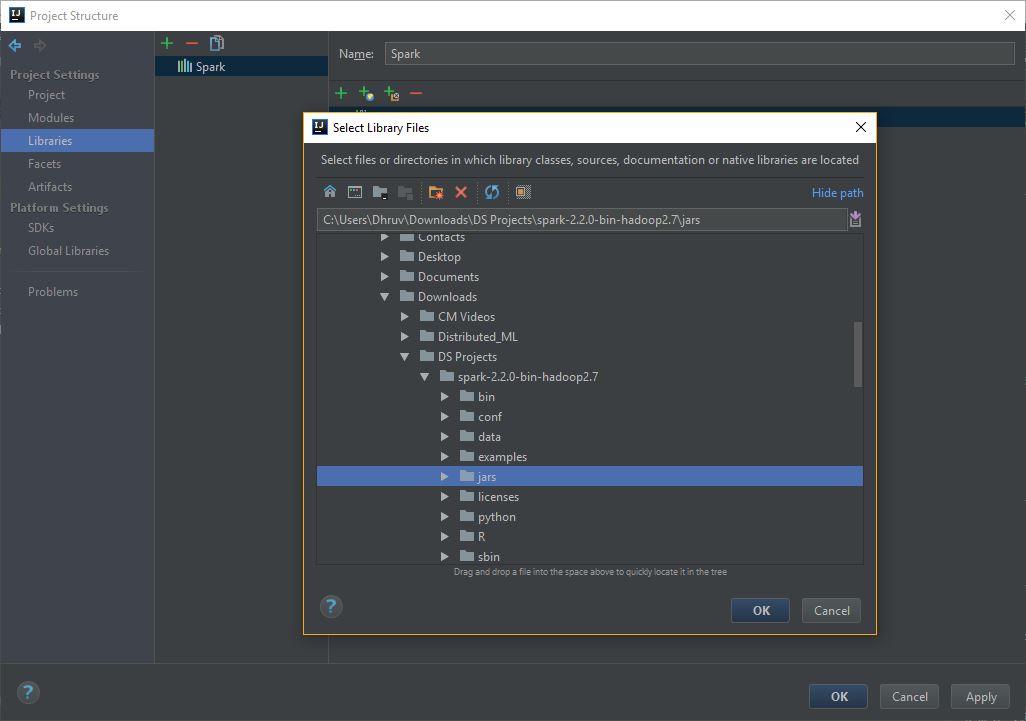 Project Structure
Project Settings
Project
Modules
Libraries
Facets
Artifacts
Platform Settings
SDKs
Global Libraries
Problems
Spark
Name: Spark
Select Library Files
Select files or directories in which library classes, sources, documentation or native libraries are located
Hide path
C:\Users\Dhruv\Downloads\DS Projects\spark-2.2.0-bin-hadoop2.7\jars
Contacts
Desktop
Documents
Downloads
CM Videos
Distributed_ML
DS Projects
spark-2.2.0-bin-hadoop2.7
bin
conf
data
examples
jars
licenses
python
R
sbin
Drag and drop a file into the space above to quickly locate it in the tree
? OK Cancel
? OK Cancel Apply